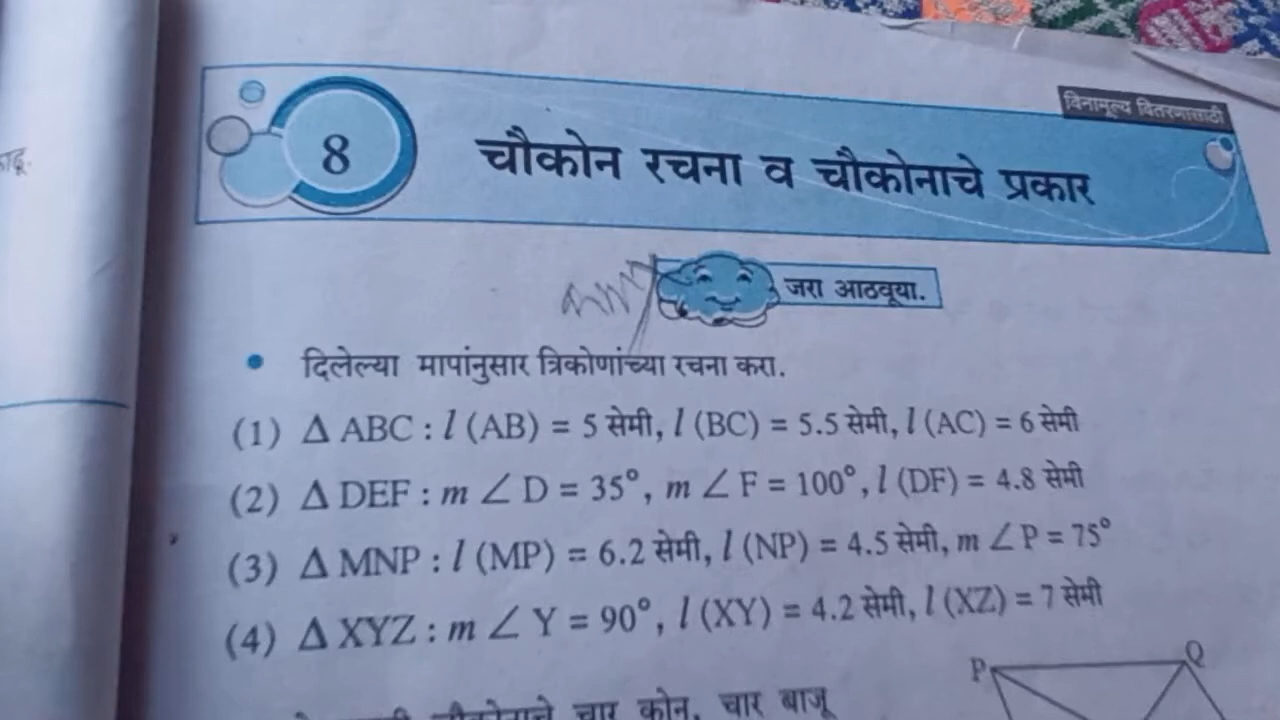 विनामूल्य वितरणासाठी
8
चौकोन रचना व चौकोनाचे प्रकार
जरा आठवूया.
• दिलेल्या मापांनुसार त्रिकोणांच्या रचना करा.
(1) Δ ABC : l (AB) = 5 सेमी, l (BC) = 5.5 सेमी, l (AC) = 6 सेमी
(2) Δ DEF : m ∠ D = 35°, m ∠ F = 100°, l (DF) = 4.8 सेमी
(3) Δ MNP : l (MP) = 6.2 सेमी, l (NP) = 4.5 सेमी, m ∠ P = 75°
(4) Δ XYZ : m ∠ Y = 90°, l (XY) = 4.2 सेमी, l (XZ) = 7 सेमी
P Q
चौकोनाचे चार कोन, चार बाजू